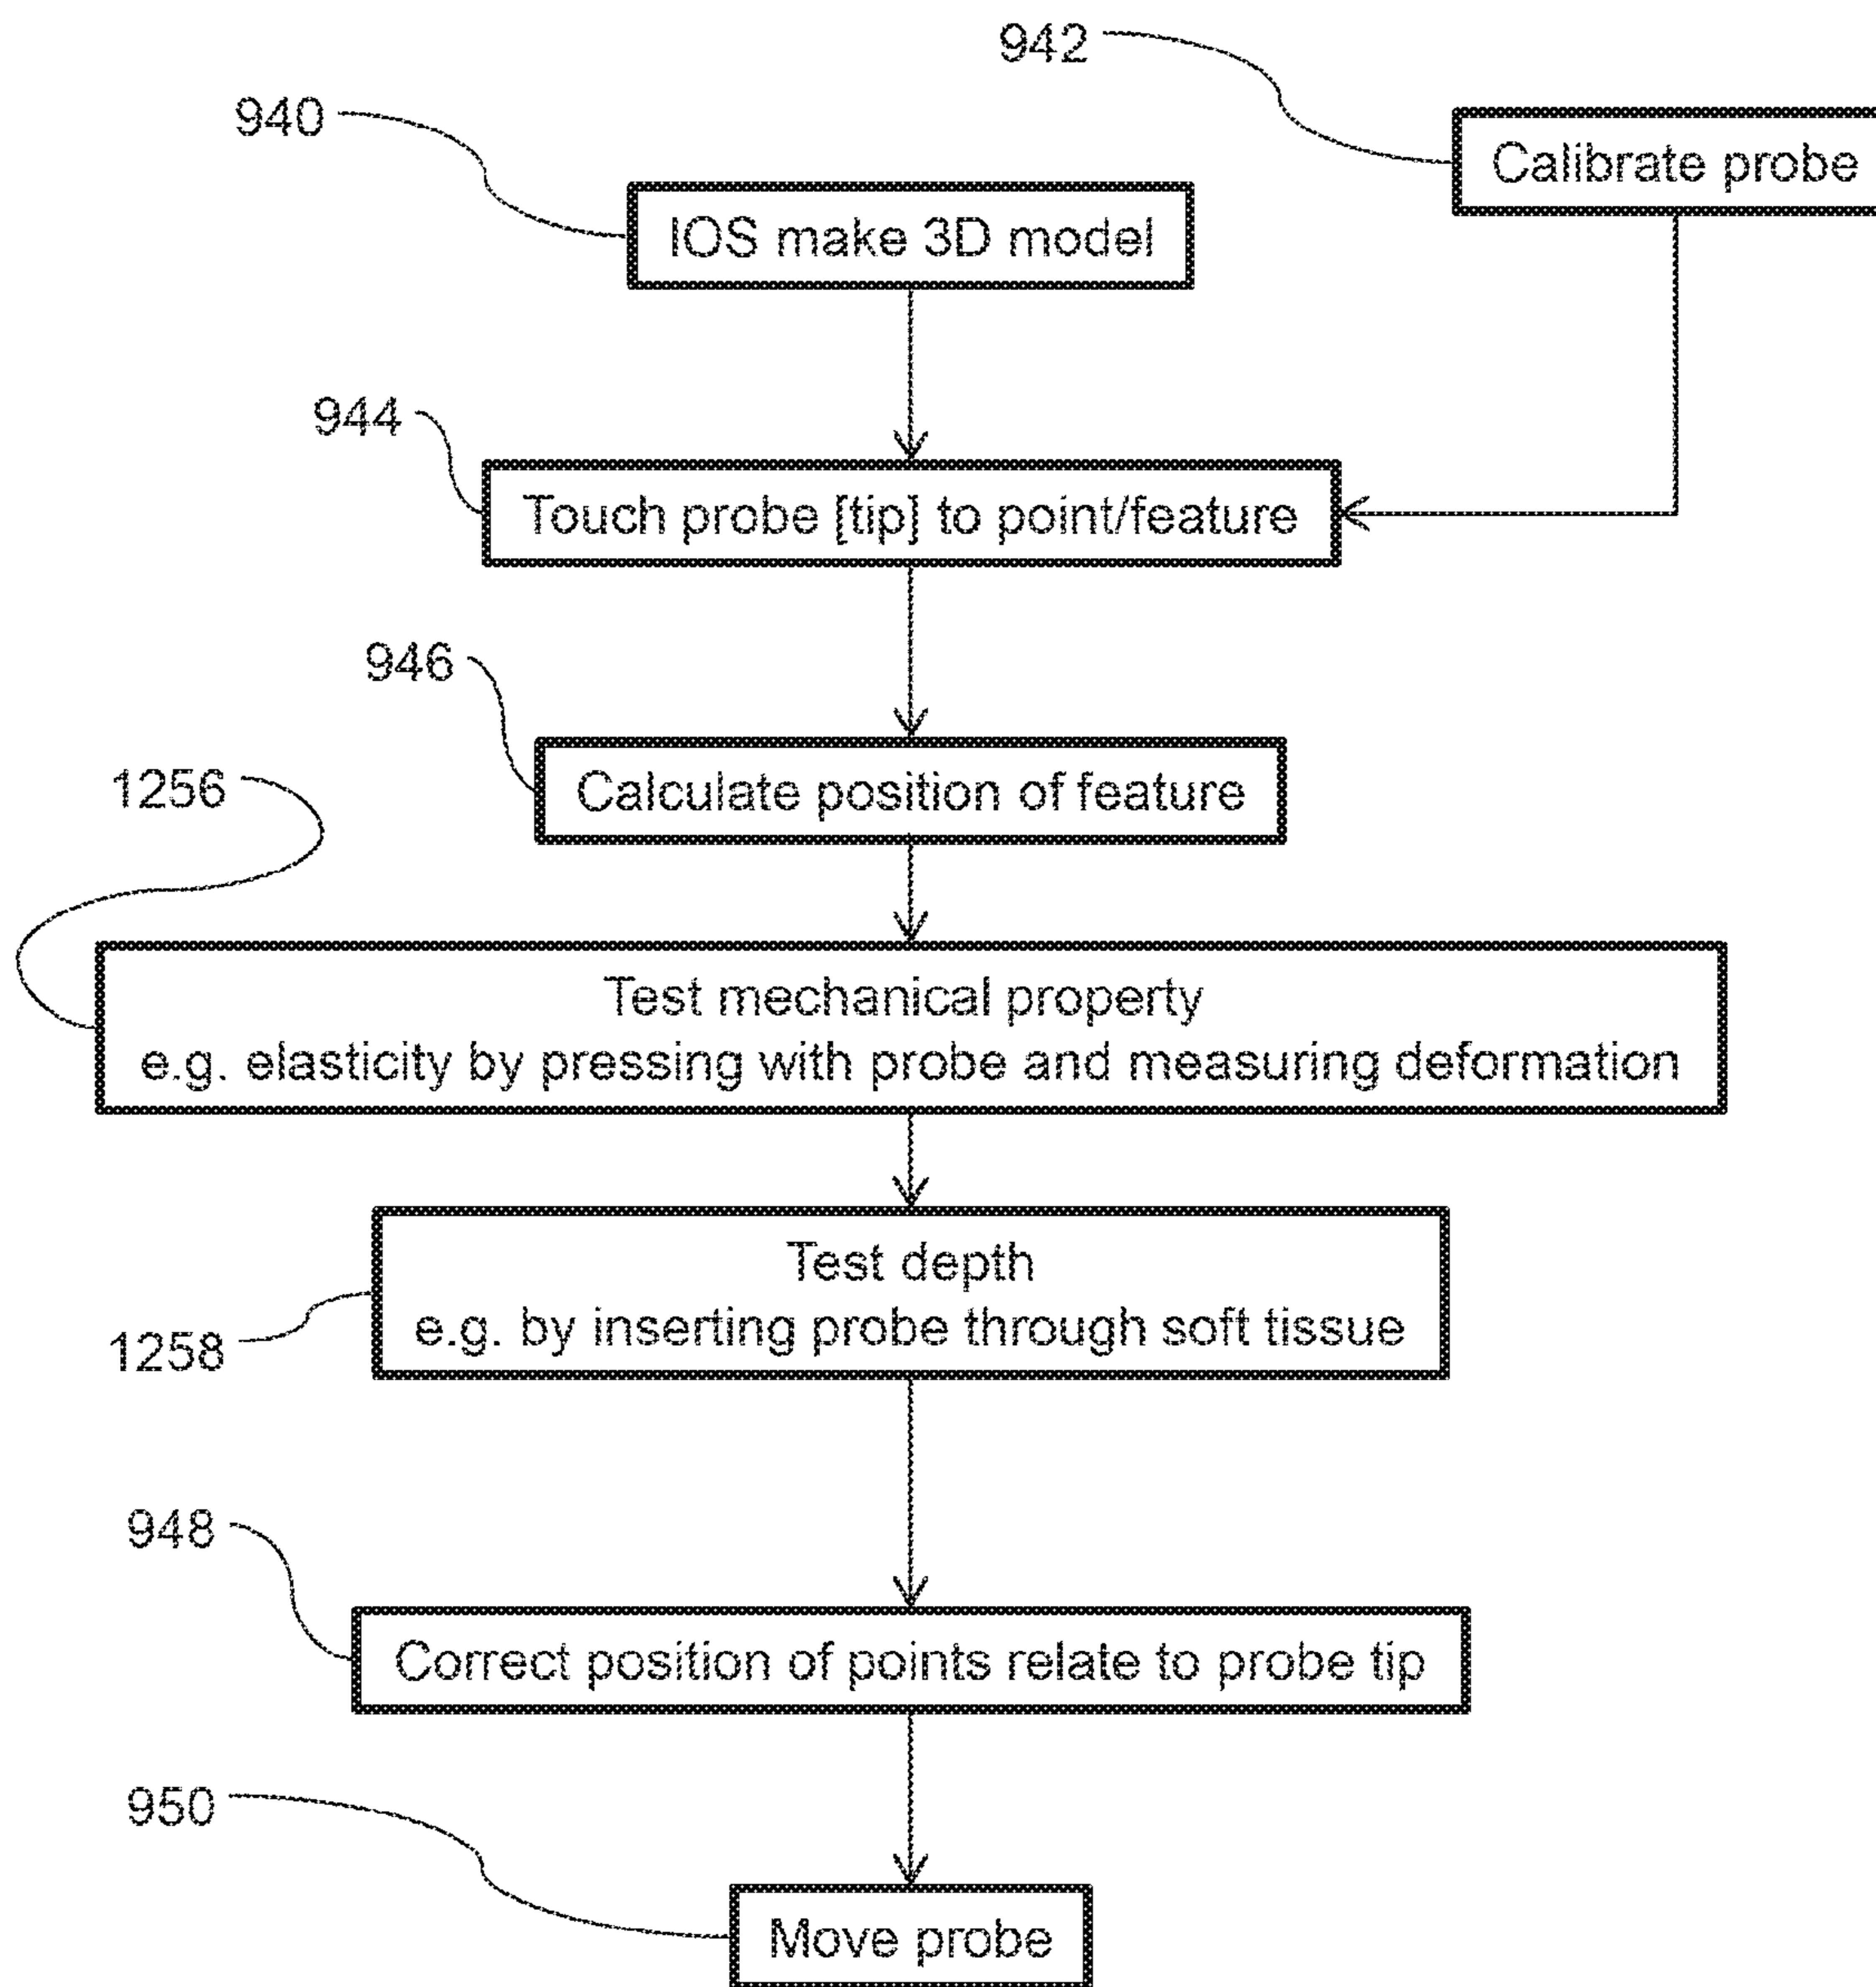 942
940
Calibrate probe
IOS make 3D model
944
Touch probe [tip] to point/feature
946
Calculate position of feature
1256
Test mechanical property
e.g. elasticity by pressing with probe and measuring deformation
Test depth
e.g. by inserting probe through soft tissue
1258
948
Correct position of points relate to probe tip
950
Move probe